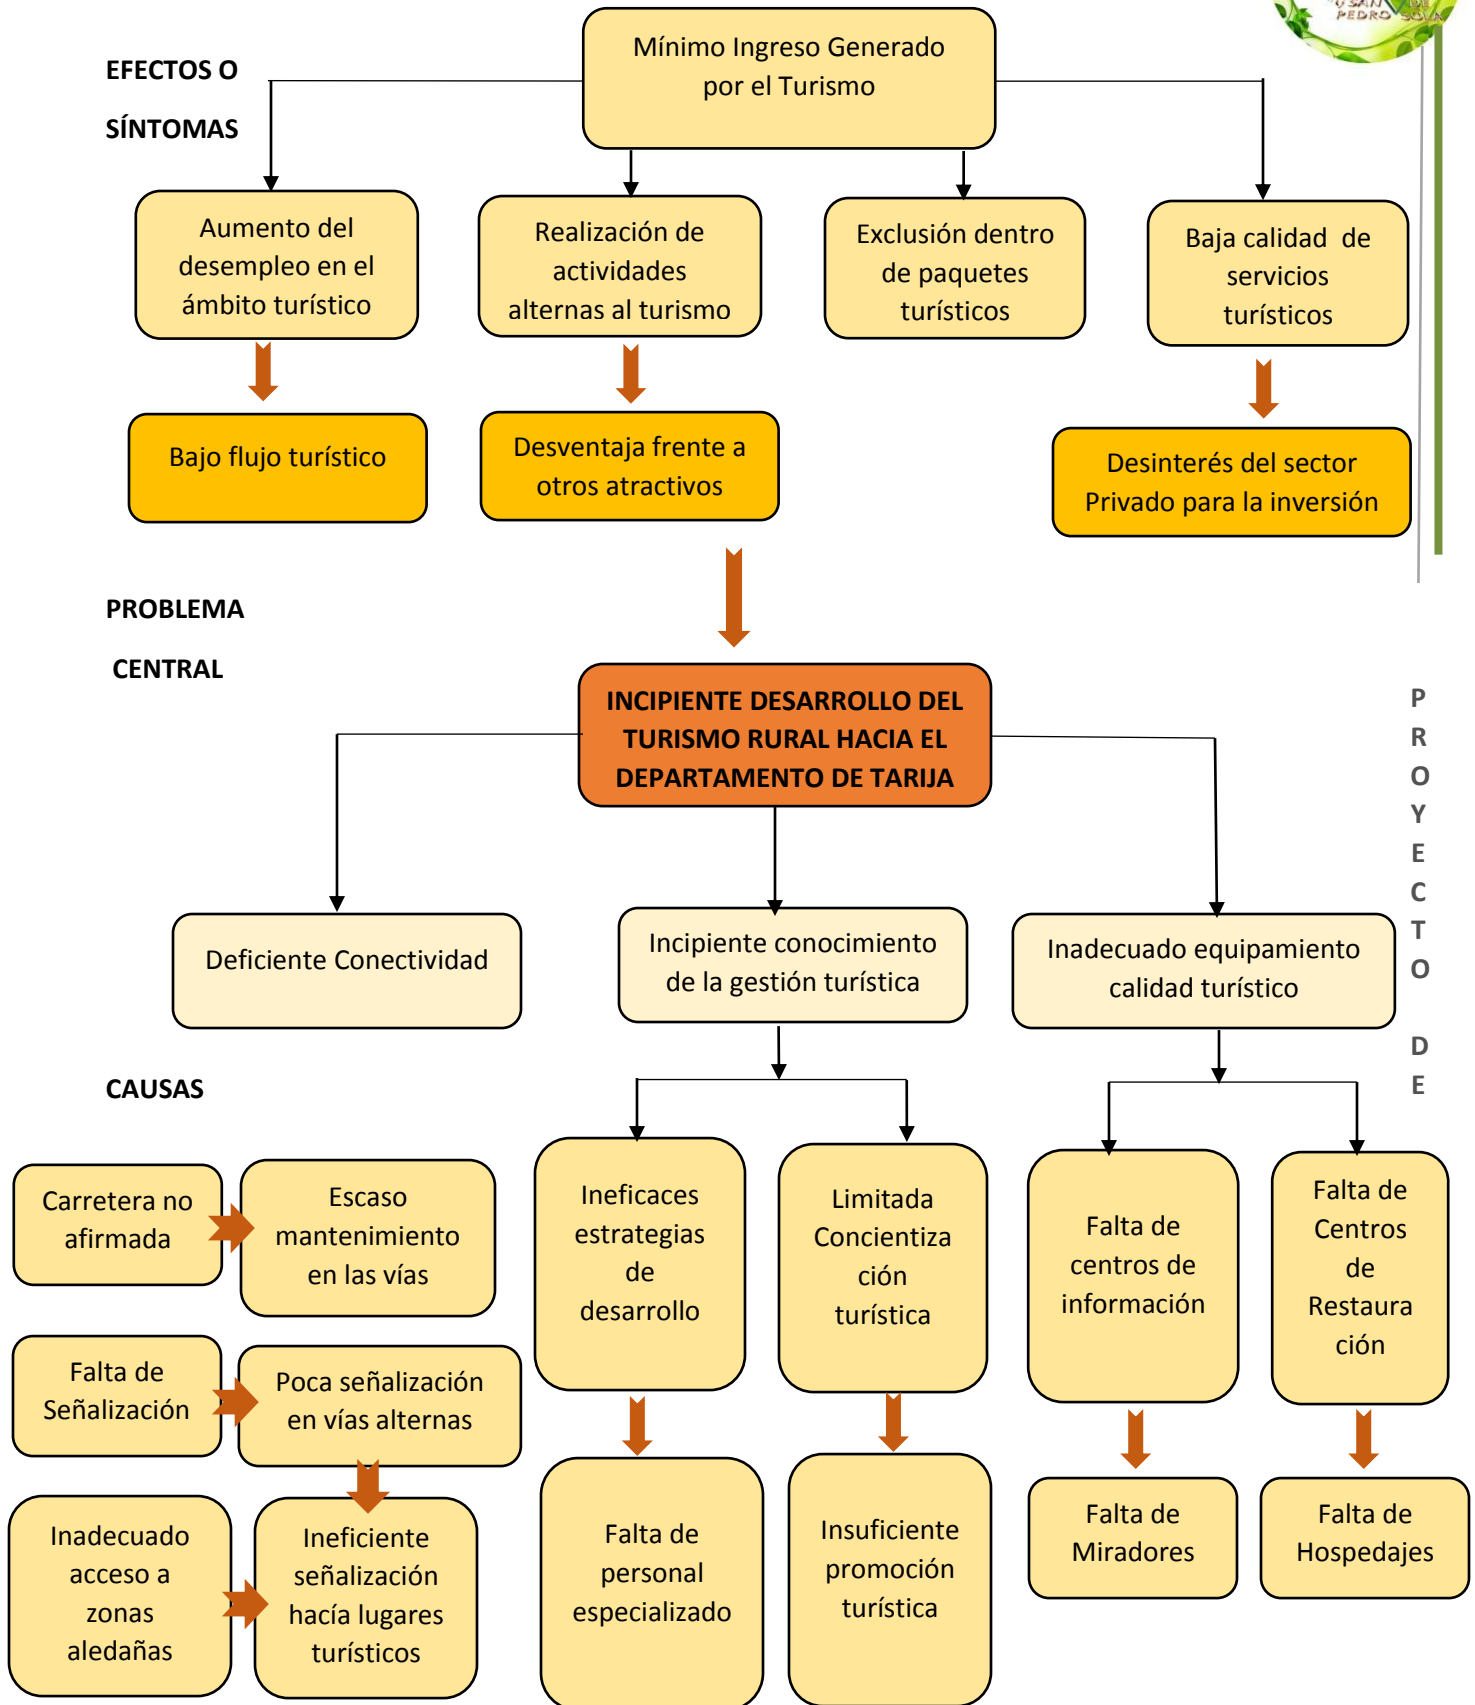 Y SAN
DE
PEDRO
SOLA
Mínimo Ingreso Generado
por el Turismo
EFECTOS O
SÍNTOMAS
Aumento del
desempleo en el
ámbito turístico
Realización de
actividades
alternas al turismo
Exclusión dentro
de paquetes
turísticos
Baja calidad de
servicios
turísticos
Bajo flujo turístico
Desventaja frente a
otros atractivos
Desinterés del sector
Privado para la inversión
PROBLEMA
CENTRAL
INCIPIENTE DESARROLLO DEL
TURISMO RURAL HACIA EL
DEPARTAMENTO DE TARIJA
P
R
O
Y
E
C
T
O
D
E
Deficiente Conectividad
Incipiente conocimiento
de la gestión turística
Inadecuado equipamiento
calidad turístico
CAUSAS
Carretera no
afirmada
Escaso
mantenimiento
en las vías
Falta de
Señalización
Poca señalización
en vías alternas
Inadecuado
acceso a
zonas
aledañas
Ineficiente
señalización
hacía lugares
turísticos
Ineficaces
estrategias
de
desarrollo
Limitada
Concientiza
ción
turística
Falta de
centros de
información
Falta de
Centros
de
Restaura
ción
Falta de
personal
especializado
Insuficiente
promoción
turística
Falta de
Miradores
Falta de
Hospedajes